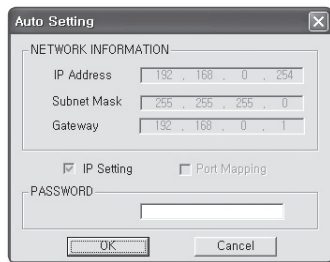 Auto Setting
NETWORK INFORMATION
IP Address 192 . 168 . 0 . 254
Subnet Mask 255 . 255 . 255 . 0
Gateway 192 . 168 . 0 . 1
IP Setting Port Mapping
PASSWORD
OK Cancel